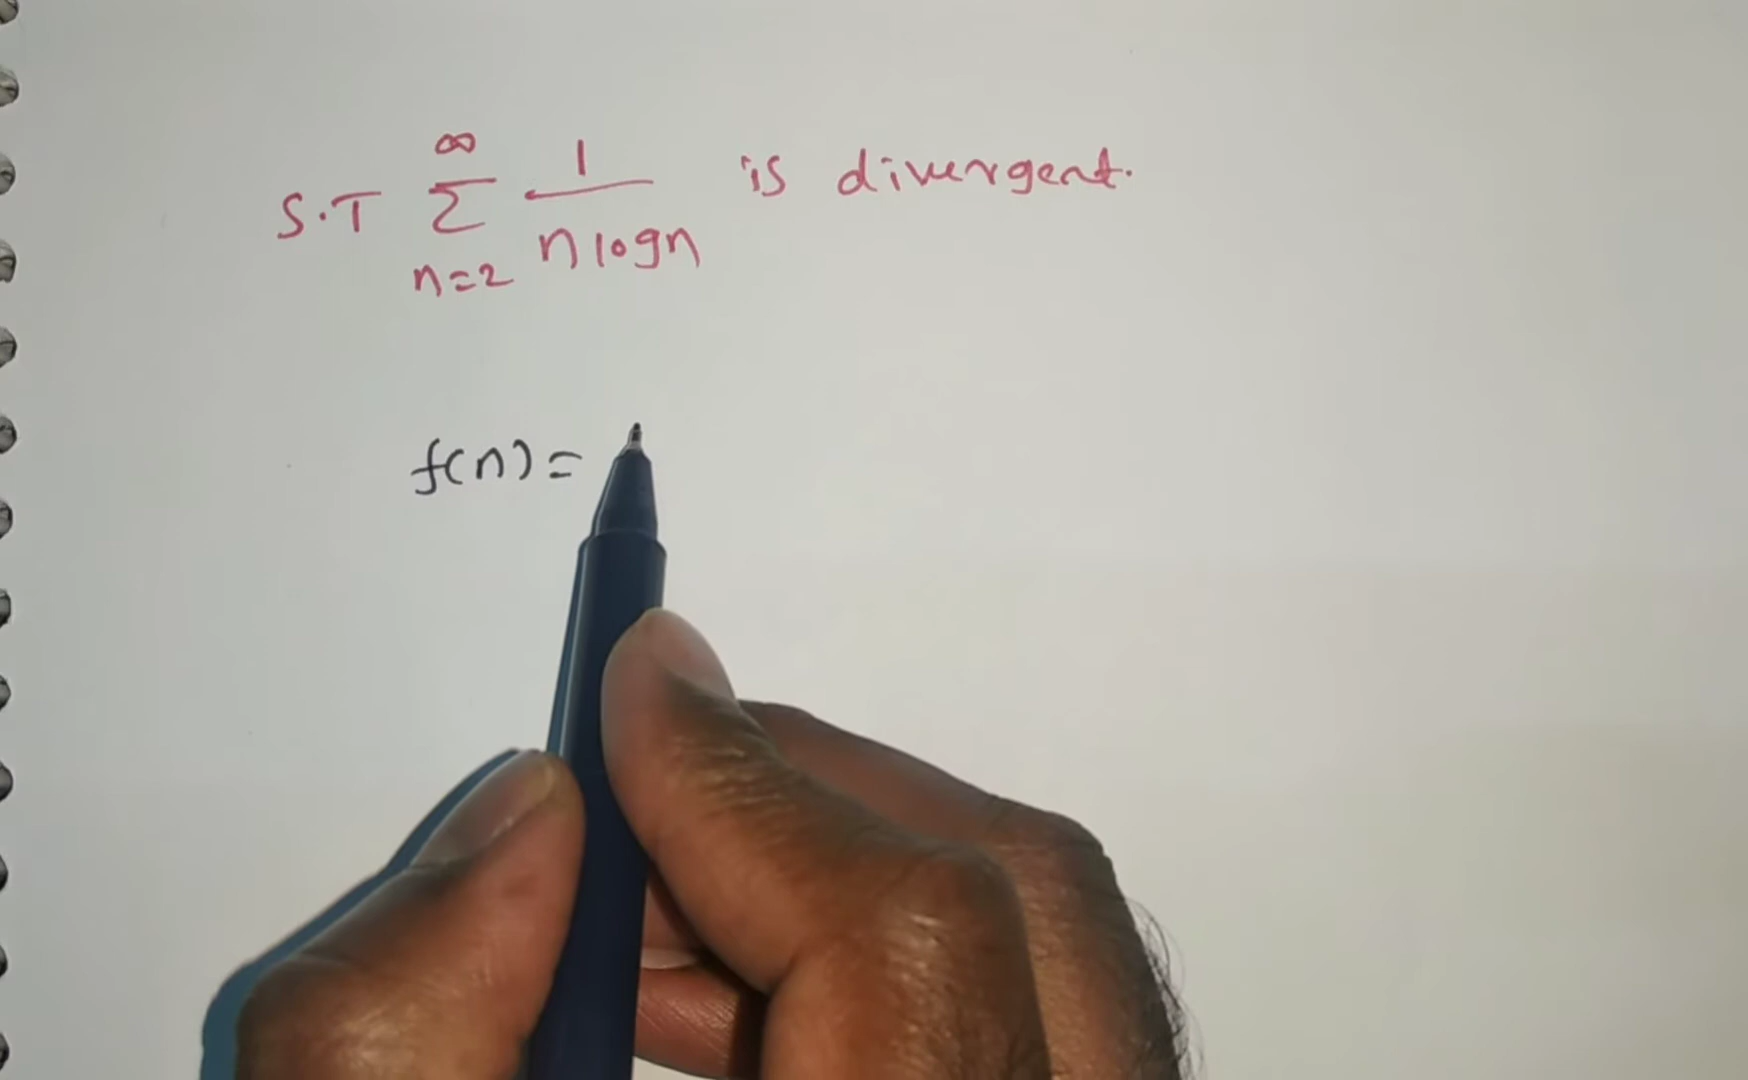 S.T ∞ Σ n=2 1/(n log n) is divergent.
f(n) =